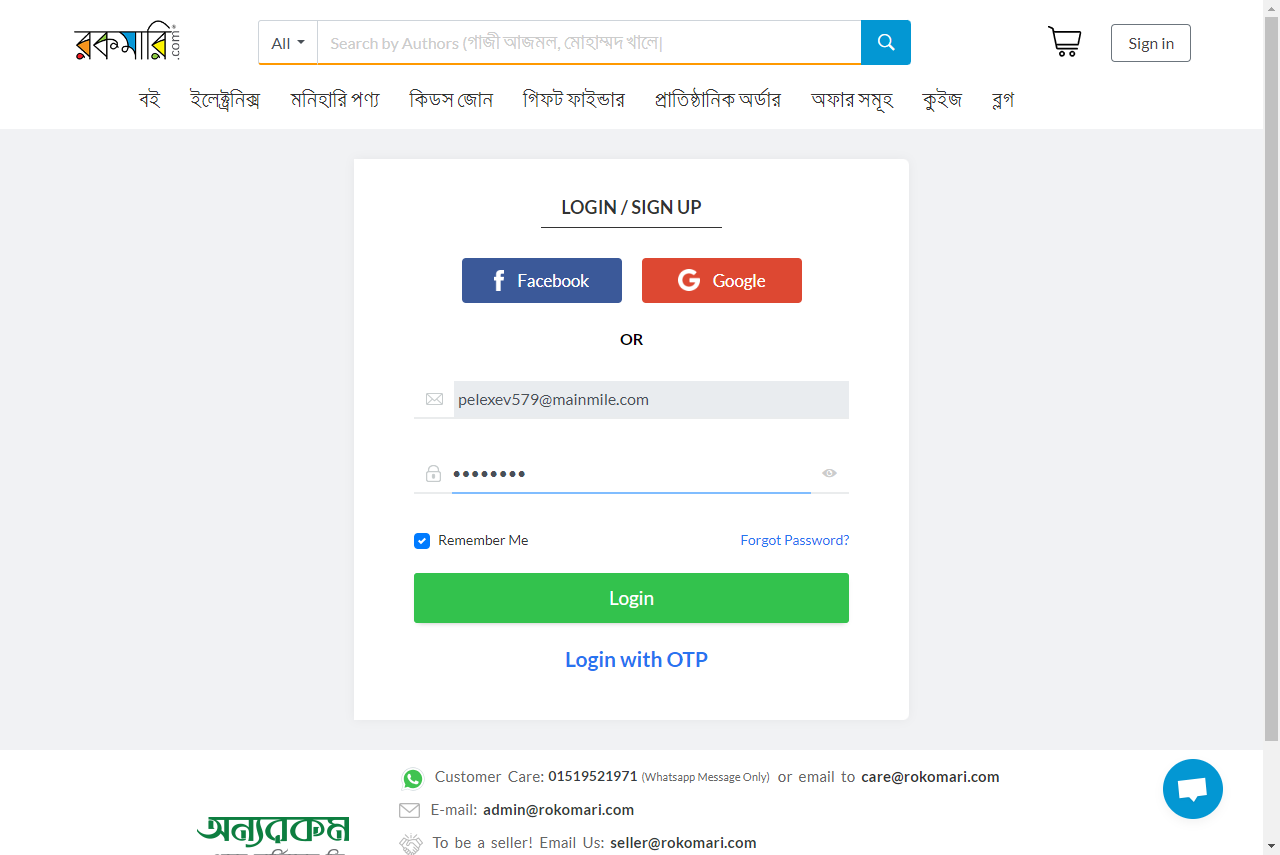 রকমারি.com
All
Search by Authors (গাজী আজমল, মোহাম্মদ খালে|
Sign in
বই ইলেক্ট্রনিক্স মনিহারি পণ্য কিডস জোন গিফট ফাইন্ডার প্রাতিষ্ঠানিক অর্ডার অফার সমূহ কুইজ ব্লগ
LOGIN / SIGN UP
Facebook
Google
OR
pelexev579@mainmile.com
Remember Me
Forgot Password?
Login
Login with OTP
Customer Care: 01519521971 (Whatsapp Message Only) or email to care@rokomari.com
E-mail: admin@rokomari.com
অন্যরকম
To be a seller! Email Us: seller@rokomari.com